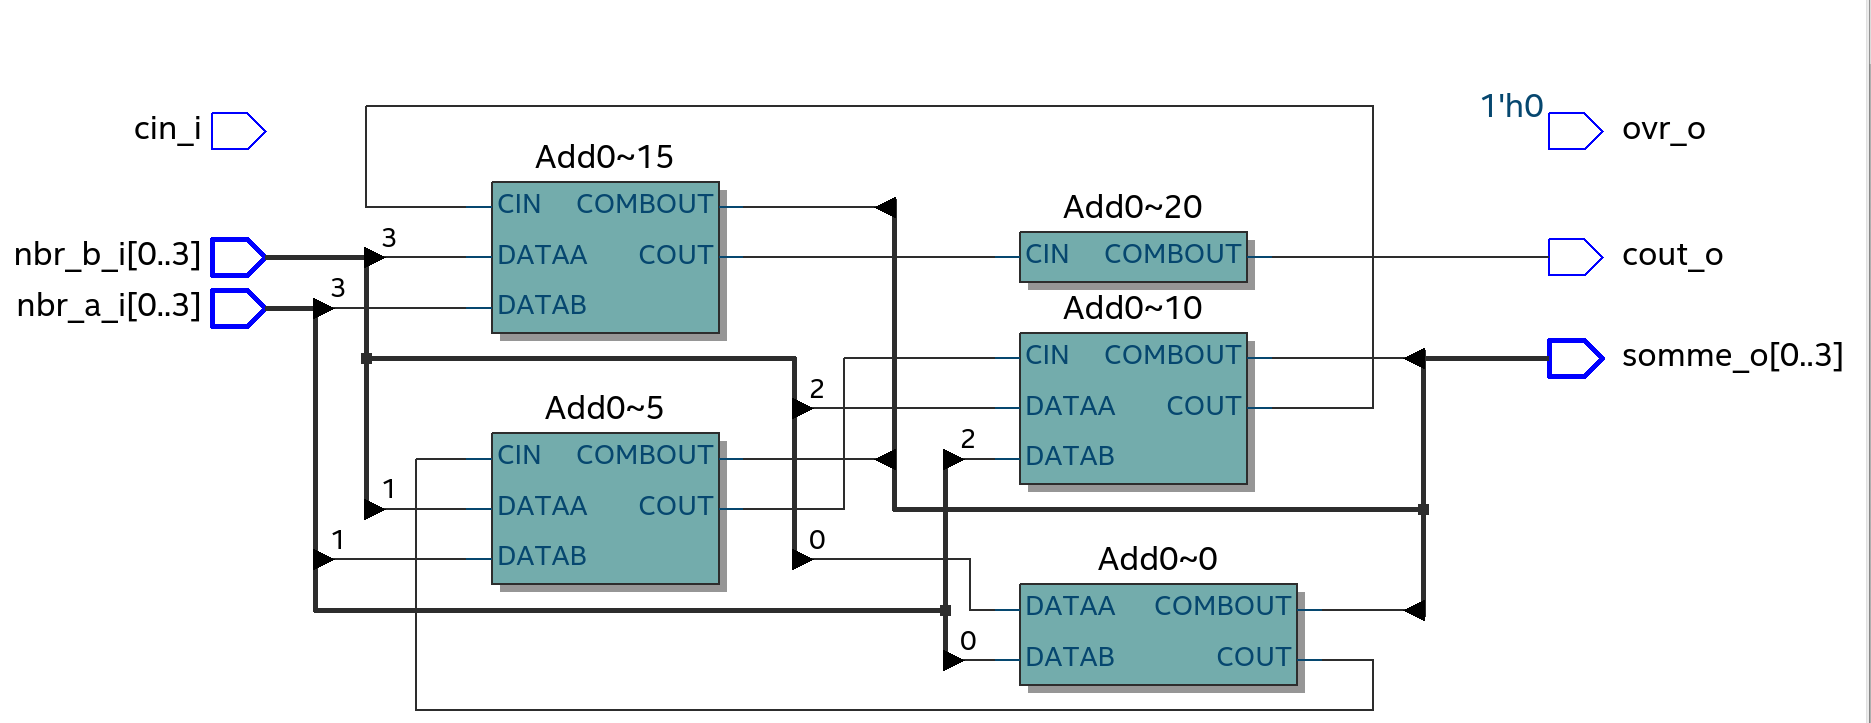 1'h0
cin_i
ovr_o
Add0~15
CIN COMBOUT
DATAA COUT
DATAB
3
3
nbr_b_i[0..3]
nbr_a_i[0..3]
Add0~20
CIN COMBOUT
cout_o
Add0~10
CIN COMBOUT
DATAA COUT
DATAB
2
2
somme_o[0..3]
Add0~5
CIN COMBOUT
DATAA COUT
DATAB
1
1
Add0~0
DATAA COMBOUT
DATAB COUT
0
0